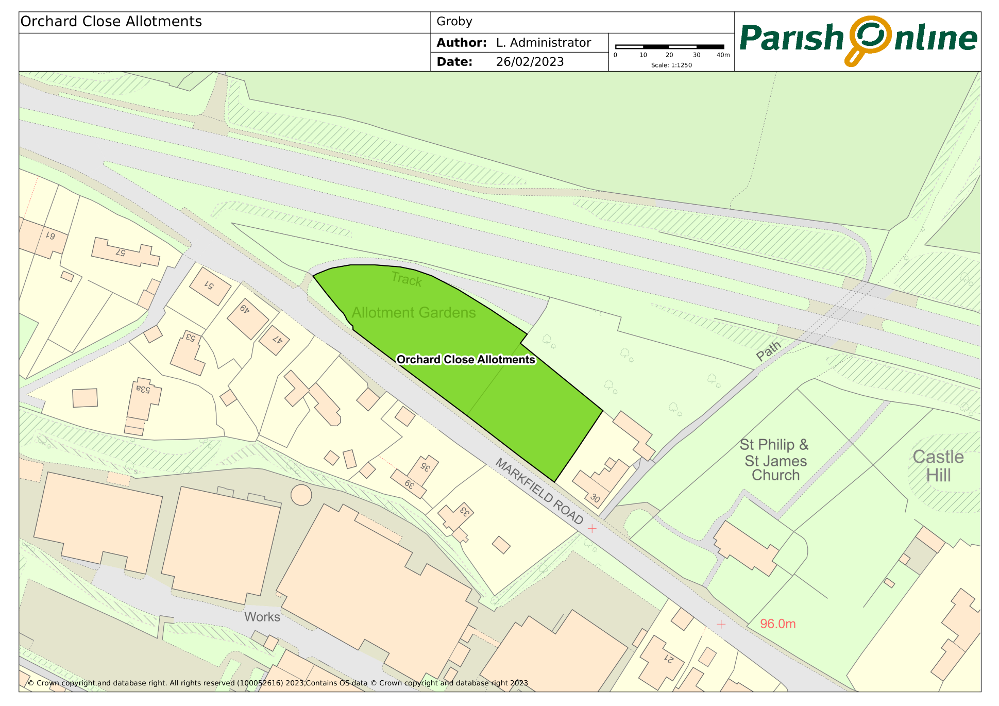 Orchard Close Allotments
Groby
Author: L. Administrator
Date: 26/02/2023
0 10 20 30 40m
Scale: 1:1250
Parish Online
61
57
51
49
47
53
53a
Track
Allotment Gardens
Orchard Close Allotments
Path
St Philip &
St James
Church
Castle
Hill
MARKFIELD ROAD
35
39
33
30
Works
96.0m
21
© Crown copyright and database right. All rights reserved (100052616) 2023,Contains OS data © Crown copyright and database right 2023